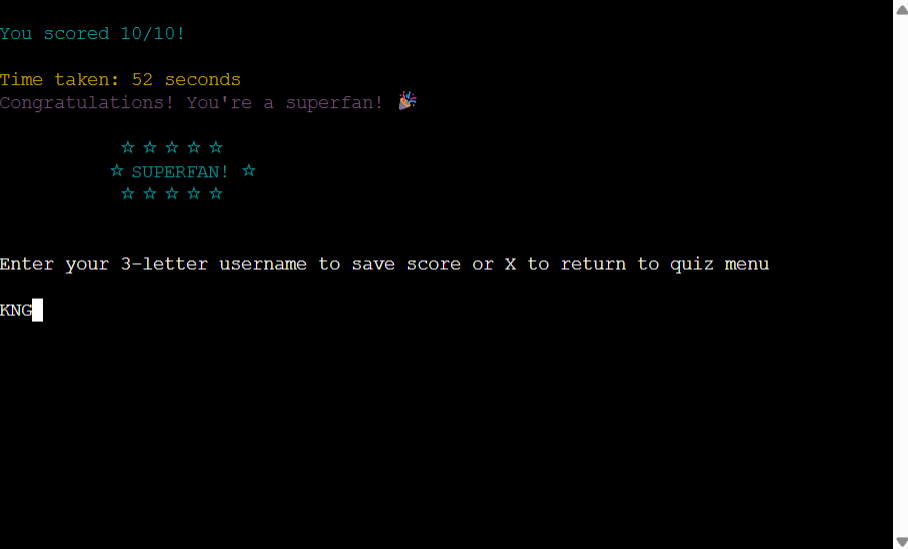 You scored 10/10!
Time taken: 52 seconds
Congratulations! You're a superfan! 🎉
☆ ☆ ☆ ☆ ☆
☆ SUPERFAN! ☆
☆ ☆ ☆ ☆ ☆
Enter your 3-letter username to save score or X to return to quiz menu
KNG